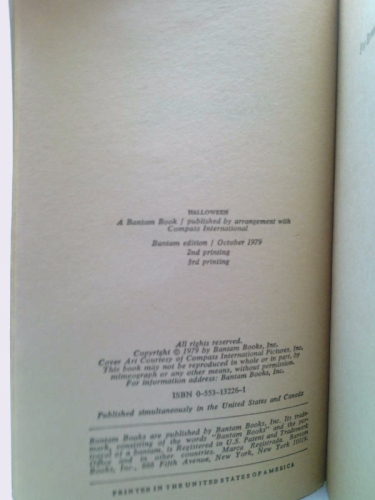 HALLOWEEN
A Bantam Book / published by arrangement with
Compass International
Bantam edition / October 1979
2nd printing
3rd printing
All rights reserved.
Copyright © 1979 by Bantam Books, Inc.
Cover Art Courtesy of Compass International Pictures, Inc.
This book may not be reproduced in whole or in part, by
mimeograph or any other means, without permission.
For information address: Bantam Books, Inc.
ISBN 0-553-13226-1
Published simultaneously in the United States and Canada
Bantam Books are published by Bantam Books, Inc. Its trade-
mark, consisting of the words "Bantam Books" and the por-
trayal of a bantam, is Registered in U.S. Patent and Trademark
Office and in other countries. Marca Registrada. Bantam
Books, Inc., 666 Fifth Avenue, New York, New York 10019.
PRINTED IN THE UNITED STATES OF AMERICA